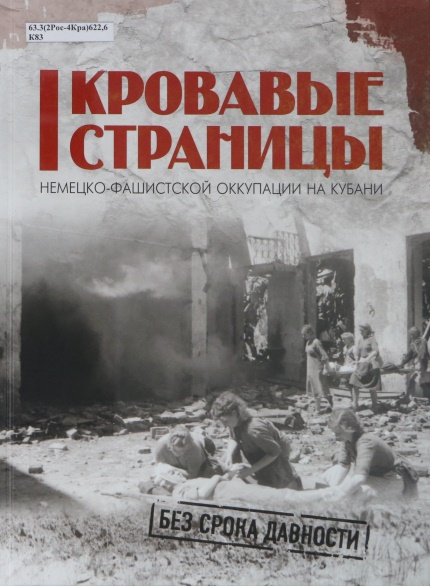 63.3(2Рос-4Кра)622,6
К83
КРОВАВЫЕ
СТРАНИЦЫ
НЕМЕЦКО-ФАШИСТСКОЙ ОККУПАЦИИ НА КУБАНИ
БЕЗ СРОКА ДАВНОСТИ